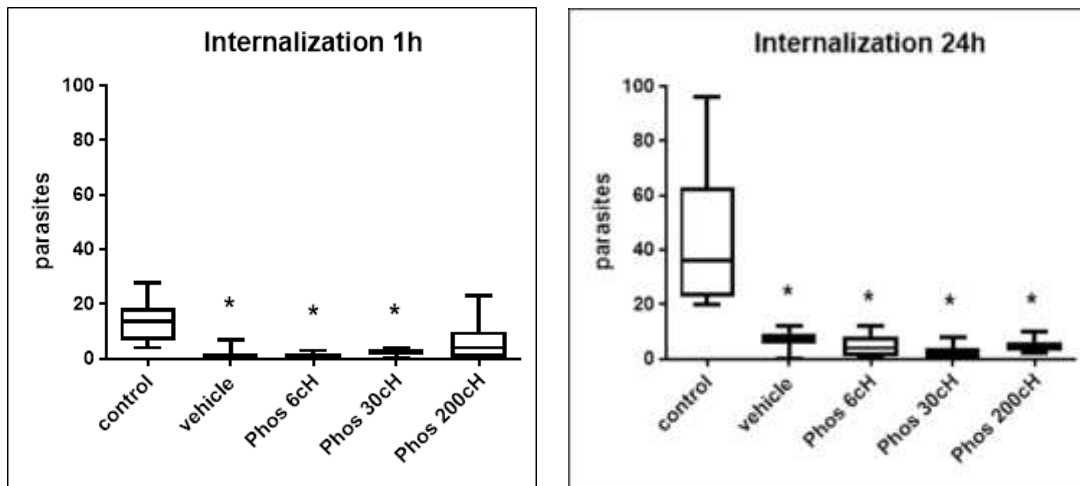 Internalization 1h
parasites
100
80
60
40
20
0
*
*
*
control
vehicle
Phos 6cH
Phos 30cH
Phos 200cH
Internalization 24h
parasites
100
80
60
40
20
0
*
*
*
*
control
vehicle
Phos 6cH
Phos 30cH
Phos 200cH